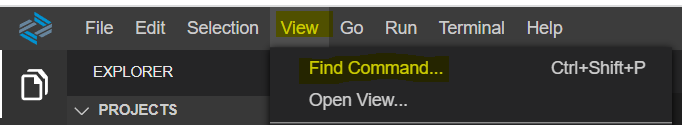 File Edit Selection View Go Run Terminal Help
EXPLORER
Find Command... Ctrl+Shift+P
Open View...
PROJECTS